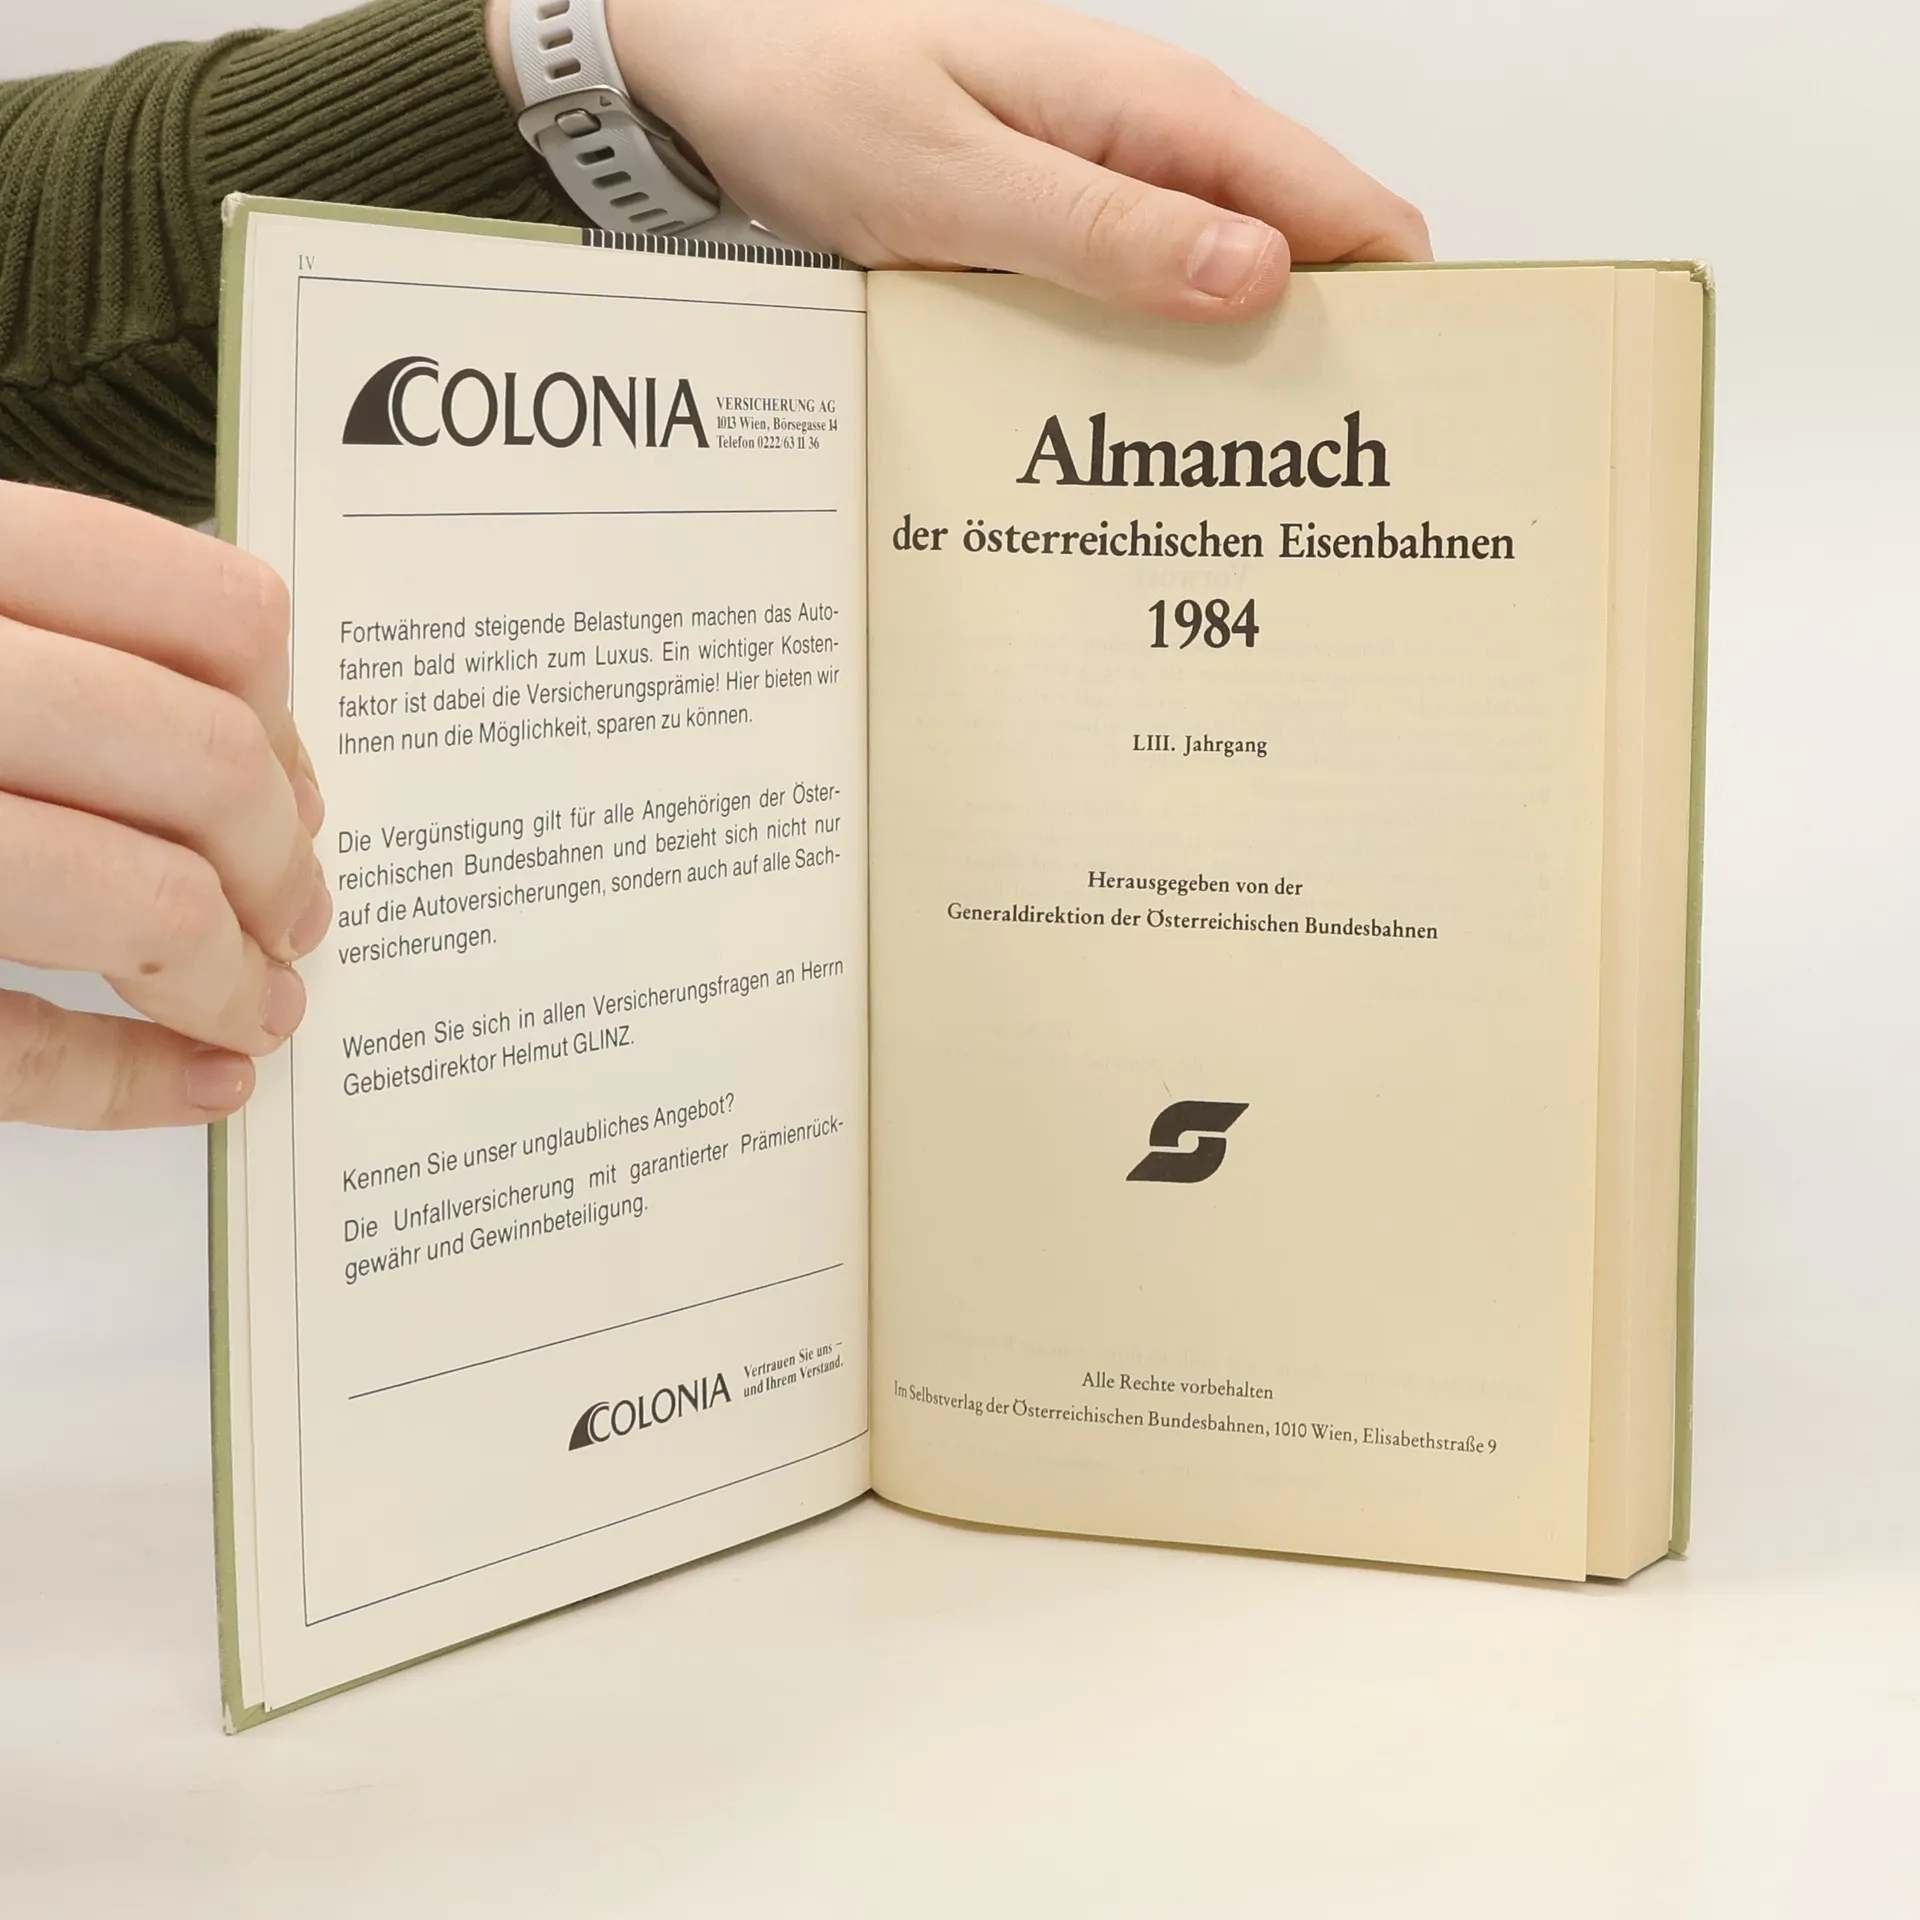 IV
COLONIA
VERSICHERUNG AG
1013 Wien, Börsegasse 14
Telefon 0222/63 11 36
Fortwährend steigende Belastungen machen das Auto-
fahren bald wirklich zum Luxus. Ein wichtiger Kosten-
faktor ist dabei die Versicherungsprämie! Hier bieten wir
Ihnen nun die Möglichkeit, sparen zu können.
Die Vergünstigung gilt für alle Angehörigen der Öster-
reichischen Bundesbahnen und bezieht sich nicht nur
auf die Autoversicherungen, sondern auch auf alle Sach-
versicherungen.
Wenden Sie sich in allen Versicherungsfragen an Herrn
Gebietsdirektor Helmut GLINZ.
Kennen Sie unser unglaubliches Angebot?
Die Unfallversicherung mit garantierter Prämienrück-
gewähr und Gewinnbeteiligung.
COLONIA
Vertrauen Sie uns –
und Ihrem Verstand.
Almanach
der österreichischen Eisenbahnen
1984
LIII. Jahrgang
Herausgegeben von der
Generaldirektion der Österreichischen Bundesbahnen
Alle Rechte vorbehalten
Im Selbstverlag der Österreichischen Bundesbahnen, 1010 Wien, Elisabethstraße 9